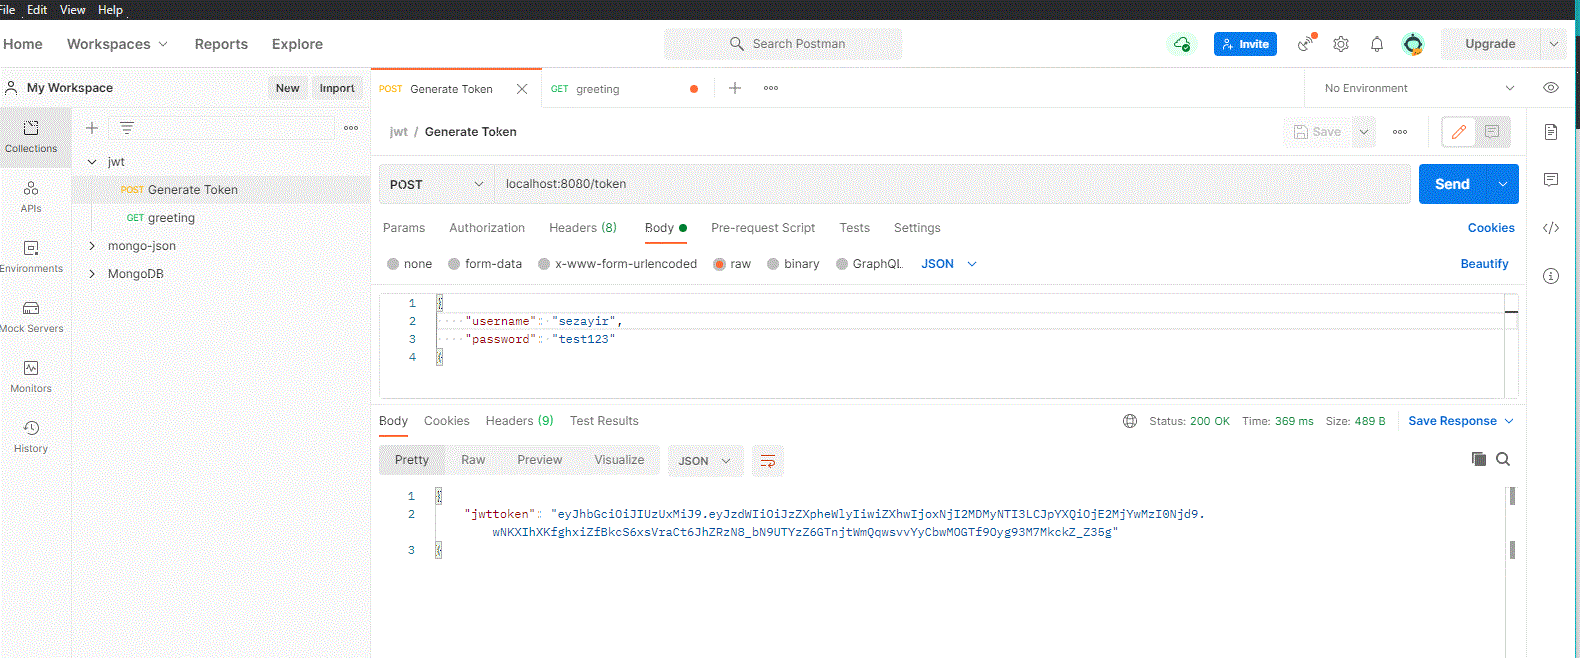 File Edit View Help
Home Workspaces Reports Explore Search Postman Invite Upgrade
My Workspace New Import POST Generate Token GET greeting No Environment
Collections
jwt / Generate Token Save
jwt
POST Generate Token
GET greeting
mongo-json
MongoDB
APIs
Environments
Mock Servers
Monitors
History
POST localhost:8080/token Send
Params Authorization Headers (8) Body Pre-request Script Tests Settings Cookies
none form-data x-www-form-urlencoded raw binary GraphQL JSON Beautify
1 {
2 "username": "sezayir",
3 "password": "test123"
4 }
Body Cookies Headers (9) Test Results Status: 200 OK Time: 369 ms Size: 489 B Save Response
Pretty Raw Preview Visualize JSON
1 {
2 "jwttoken": "eyJhbGciOiJIUzUxMiJ9.eyJzdWIiOiJzZXpheWlyIiwiZXhwIjoxNjI2MDMyNTI3LCJpYXQiOjE2MjYwMzI0Njd9.
wNKXIhXKfghxiZfBkcS6xsVraCt6JhZRzN8_bN9UTYzZ6GTnjtWmQqwsvvYyCbwMOGTf9Oyg93M7MkckZ_Z35g"
3 }